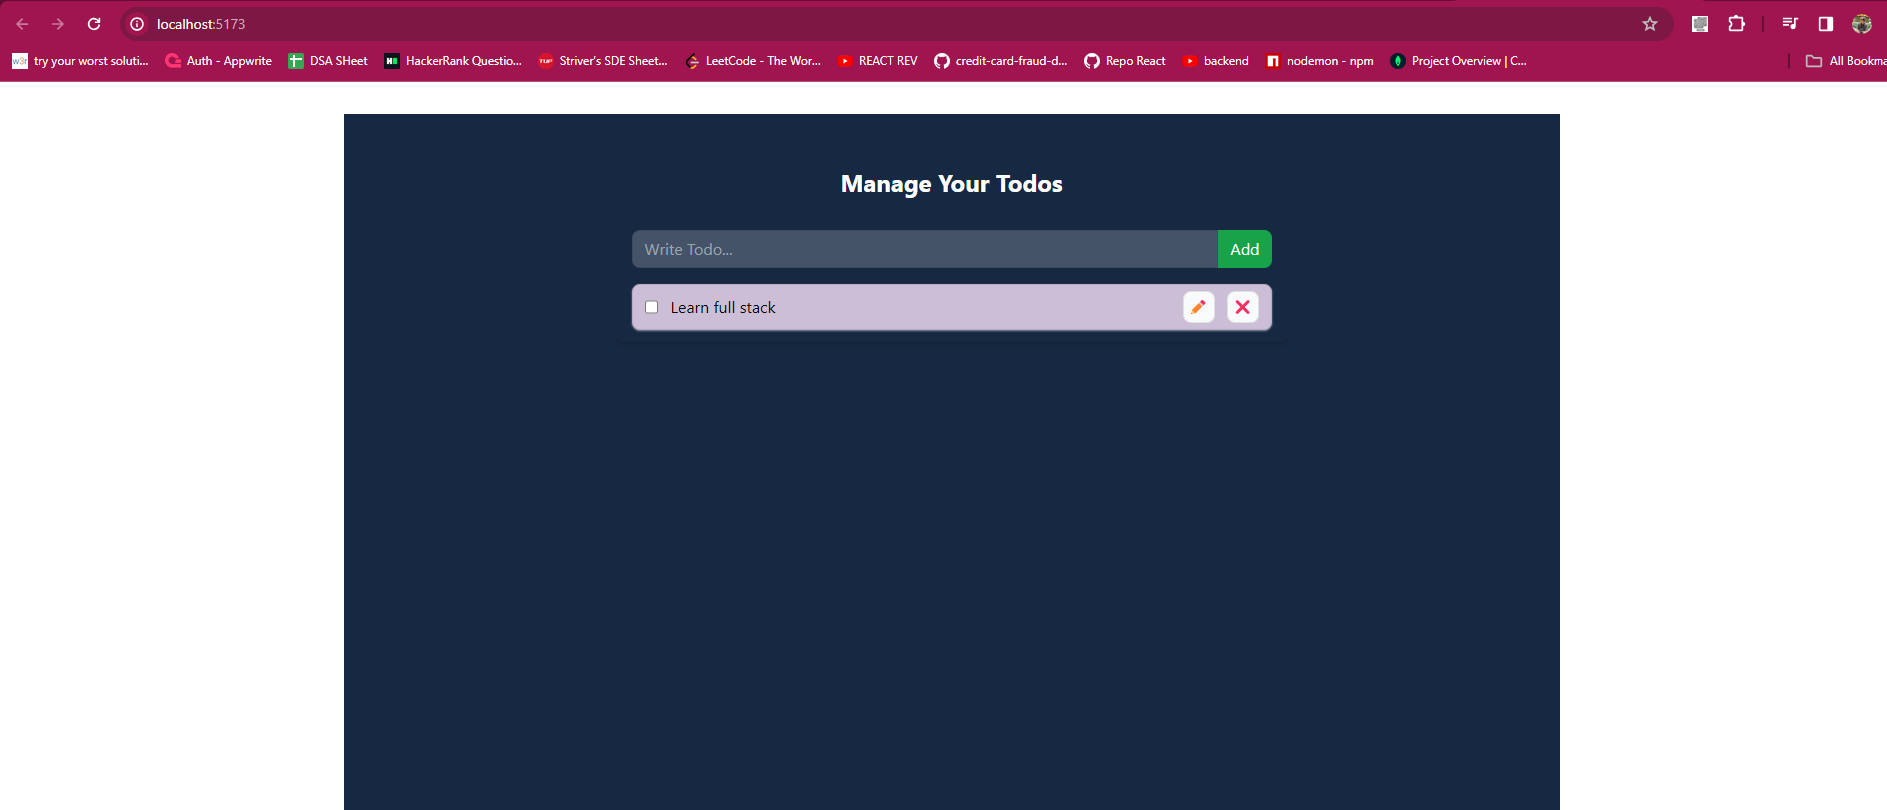 localhost:5173
try your worst soluti... Auth - Appwrite DSA SHeet HackerRank Questio... Striver's SDE Sheet... LeetCode - The Wor... REACT REV credit-card-fraud-d... Repo React backend nodemon - npm Project Overview | C... All Bookma
Manage Your Todos
Write Todo... Add
Learn full stack